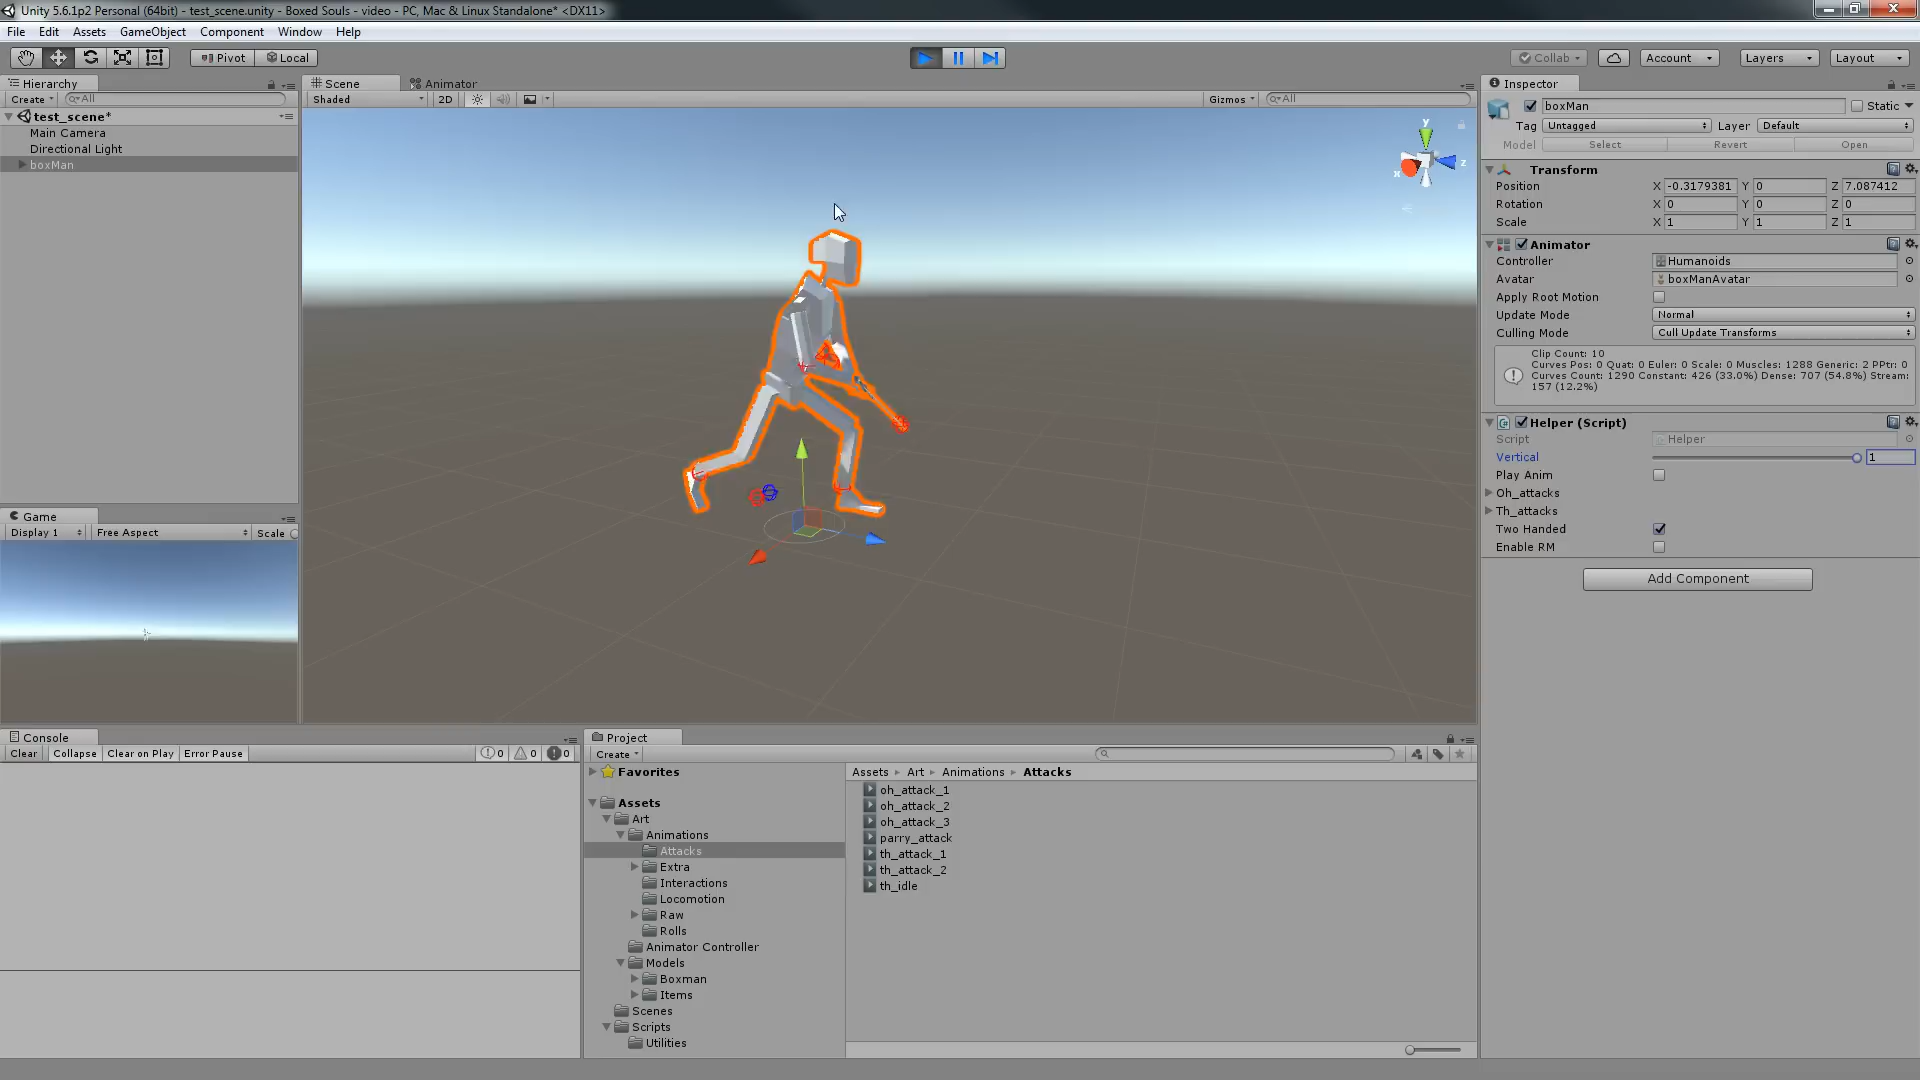 Unity 5.6.1p2 Personal (64bit) - test_scene.unity - Boxed Souls - video - PC, Mac & Linux Standalone* <DX11>
File Edit Assets GameObject Component Window Help
Pivot Local Collab Account Layers Layout
Hierarchy
Create All
test_scene*
Main Camera
Directional Light
boxMan
Scene Animator
Shaded 2D Gizmos All
y
x z
Game
Display 1 Free Aspect Scale
Inspector
boxMan Static
Tag Untagged Layer Default
Model Select Revert Open
Transform
Position X -0.3179381 Y 0 Z 7.087412
Rotation X 0 Y 0 Z 0
Scale X 1 Y 1 Z 1
Animator
Controller Humanoids
Avatar boxManAvatar
Apply Root Motion
Update Mode Normal
Culling Mode Cull Update Transforms
Clip Count: 10
Curves Pos: 0 Quat: 0 Euler: 0 Scale: 0 Muscles: 1288 Generic: 2 PPtr: 0
Curves Count: 1290 Constant: 426 (33.0%) Dense: 707 (54.8%) Stream:
157 (12.2%)
Helper (Script)
Script Helper
Vertical 1
Play Anim
Oh_attacks
Th_attacks
Two Handed
Enable RM
Add Component
Console
Clear Collapse Clear on Play Error Pause 0 0 0
Project
Create
Favorites
Assets
Art
Animations
Attacks
Extra
Interactions
Locomotion
Raw
Rolls
Animator Controller
Models
Boxman
Items
Scenes
Scripts
Utilities
Assets Art Animations Attacks
oh_attack_1
oh_attack_2
oh_attack_3
parry_attack
th_attack_1
th_attack_2
th_idle